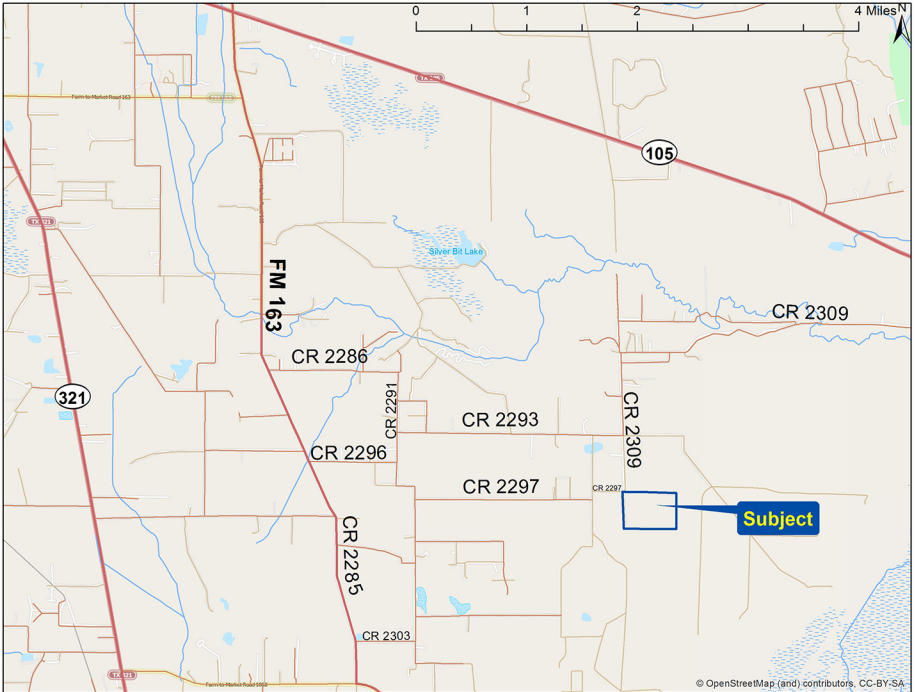 0 2 4 Miles N
Farm to Market Road 163
105
Silver Bit Lake
FM 163
CR 2309
CR 2286
321
CR 2291
CR 2293
CR 2309
CR 2296
CR 2297
CR 2297
Subject
CR 2285
CR 2303
TX 321
© OpenStreetMap (and) contributors, CC-BY-SA